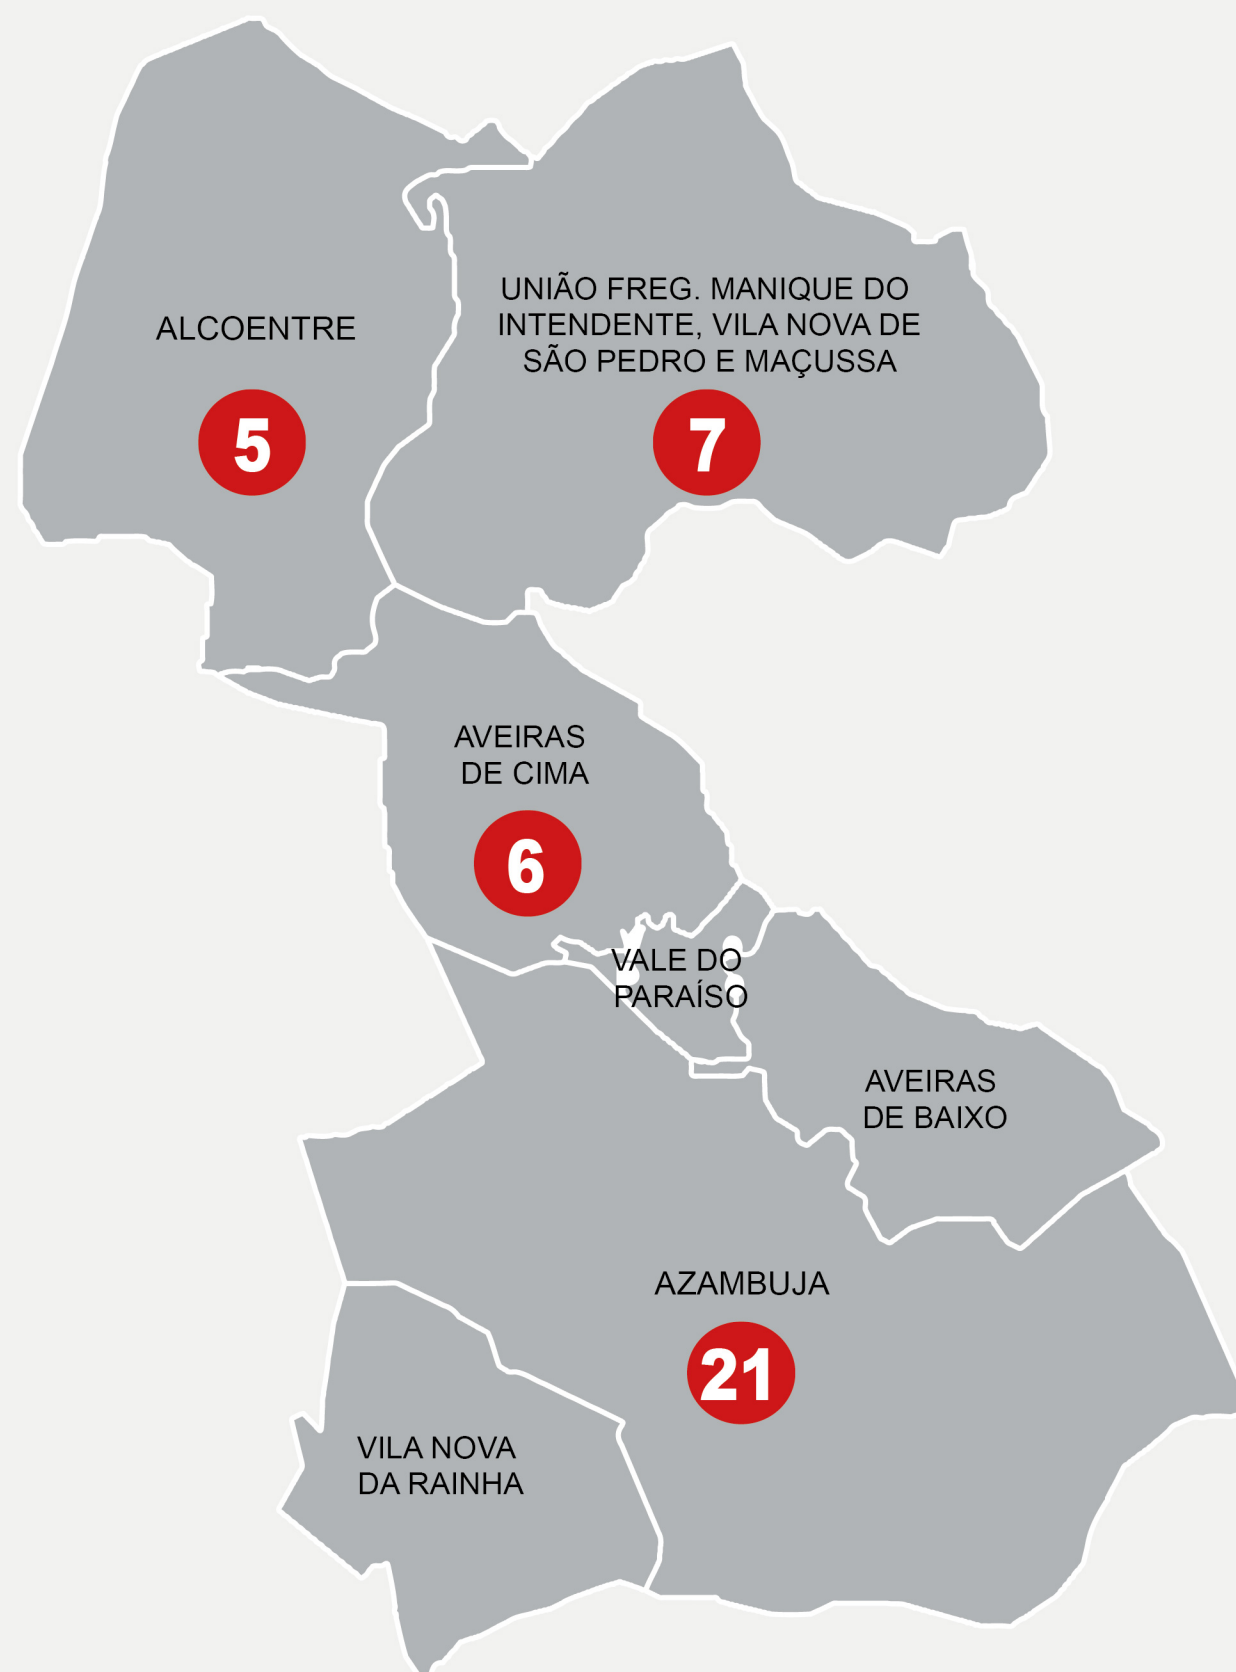 ALCOENTRE
5
UNIÃO FREG. MANIQUE DO
INTENDENTE, VILA NOVA DE
SÃO PEDRO E MAÇUSSA
7
AVEIRAS
DE CIMA
6
VALE DO
PARAÍSO
AVEIRAS
DE BAIXO
AZAMBUJA
21
VILA NOVA
DA RAINHA